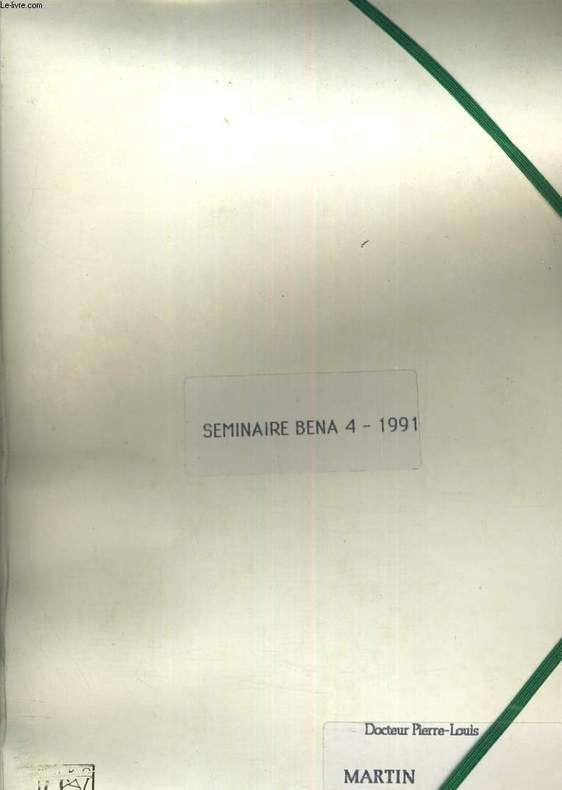 Le-livre.com
SEMINAIRE BENA 4 - 1991
Docteur Pierre-Louis
MARTIN